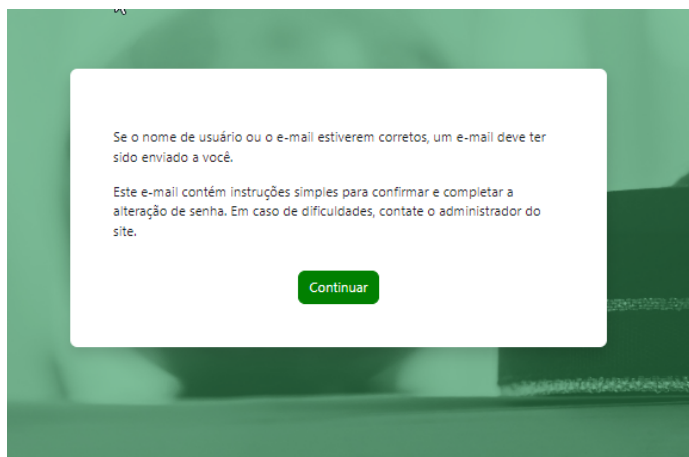 Se o nome de usuário ou o e-mail estiverem corretos, um e-mail deve ter
sido enviado a você.
Este e-mail contém instruções simples para confirmar e completar a
alteração de senha. Em caso de dificuldades, contate o administrador do
site.
Continuar